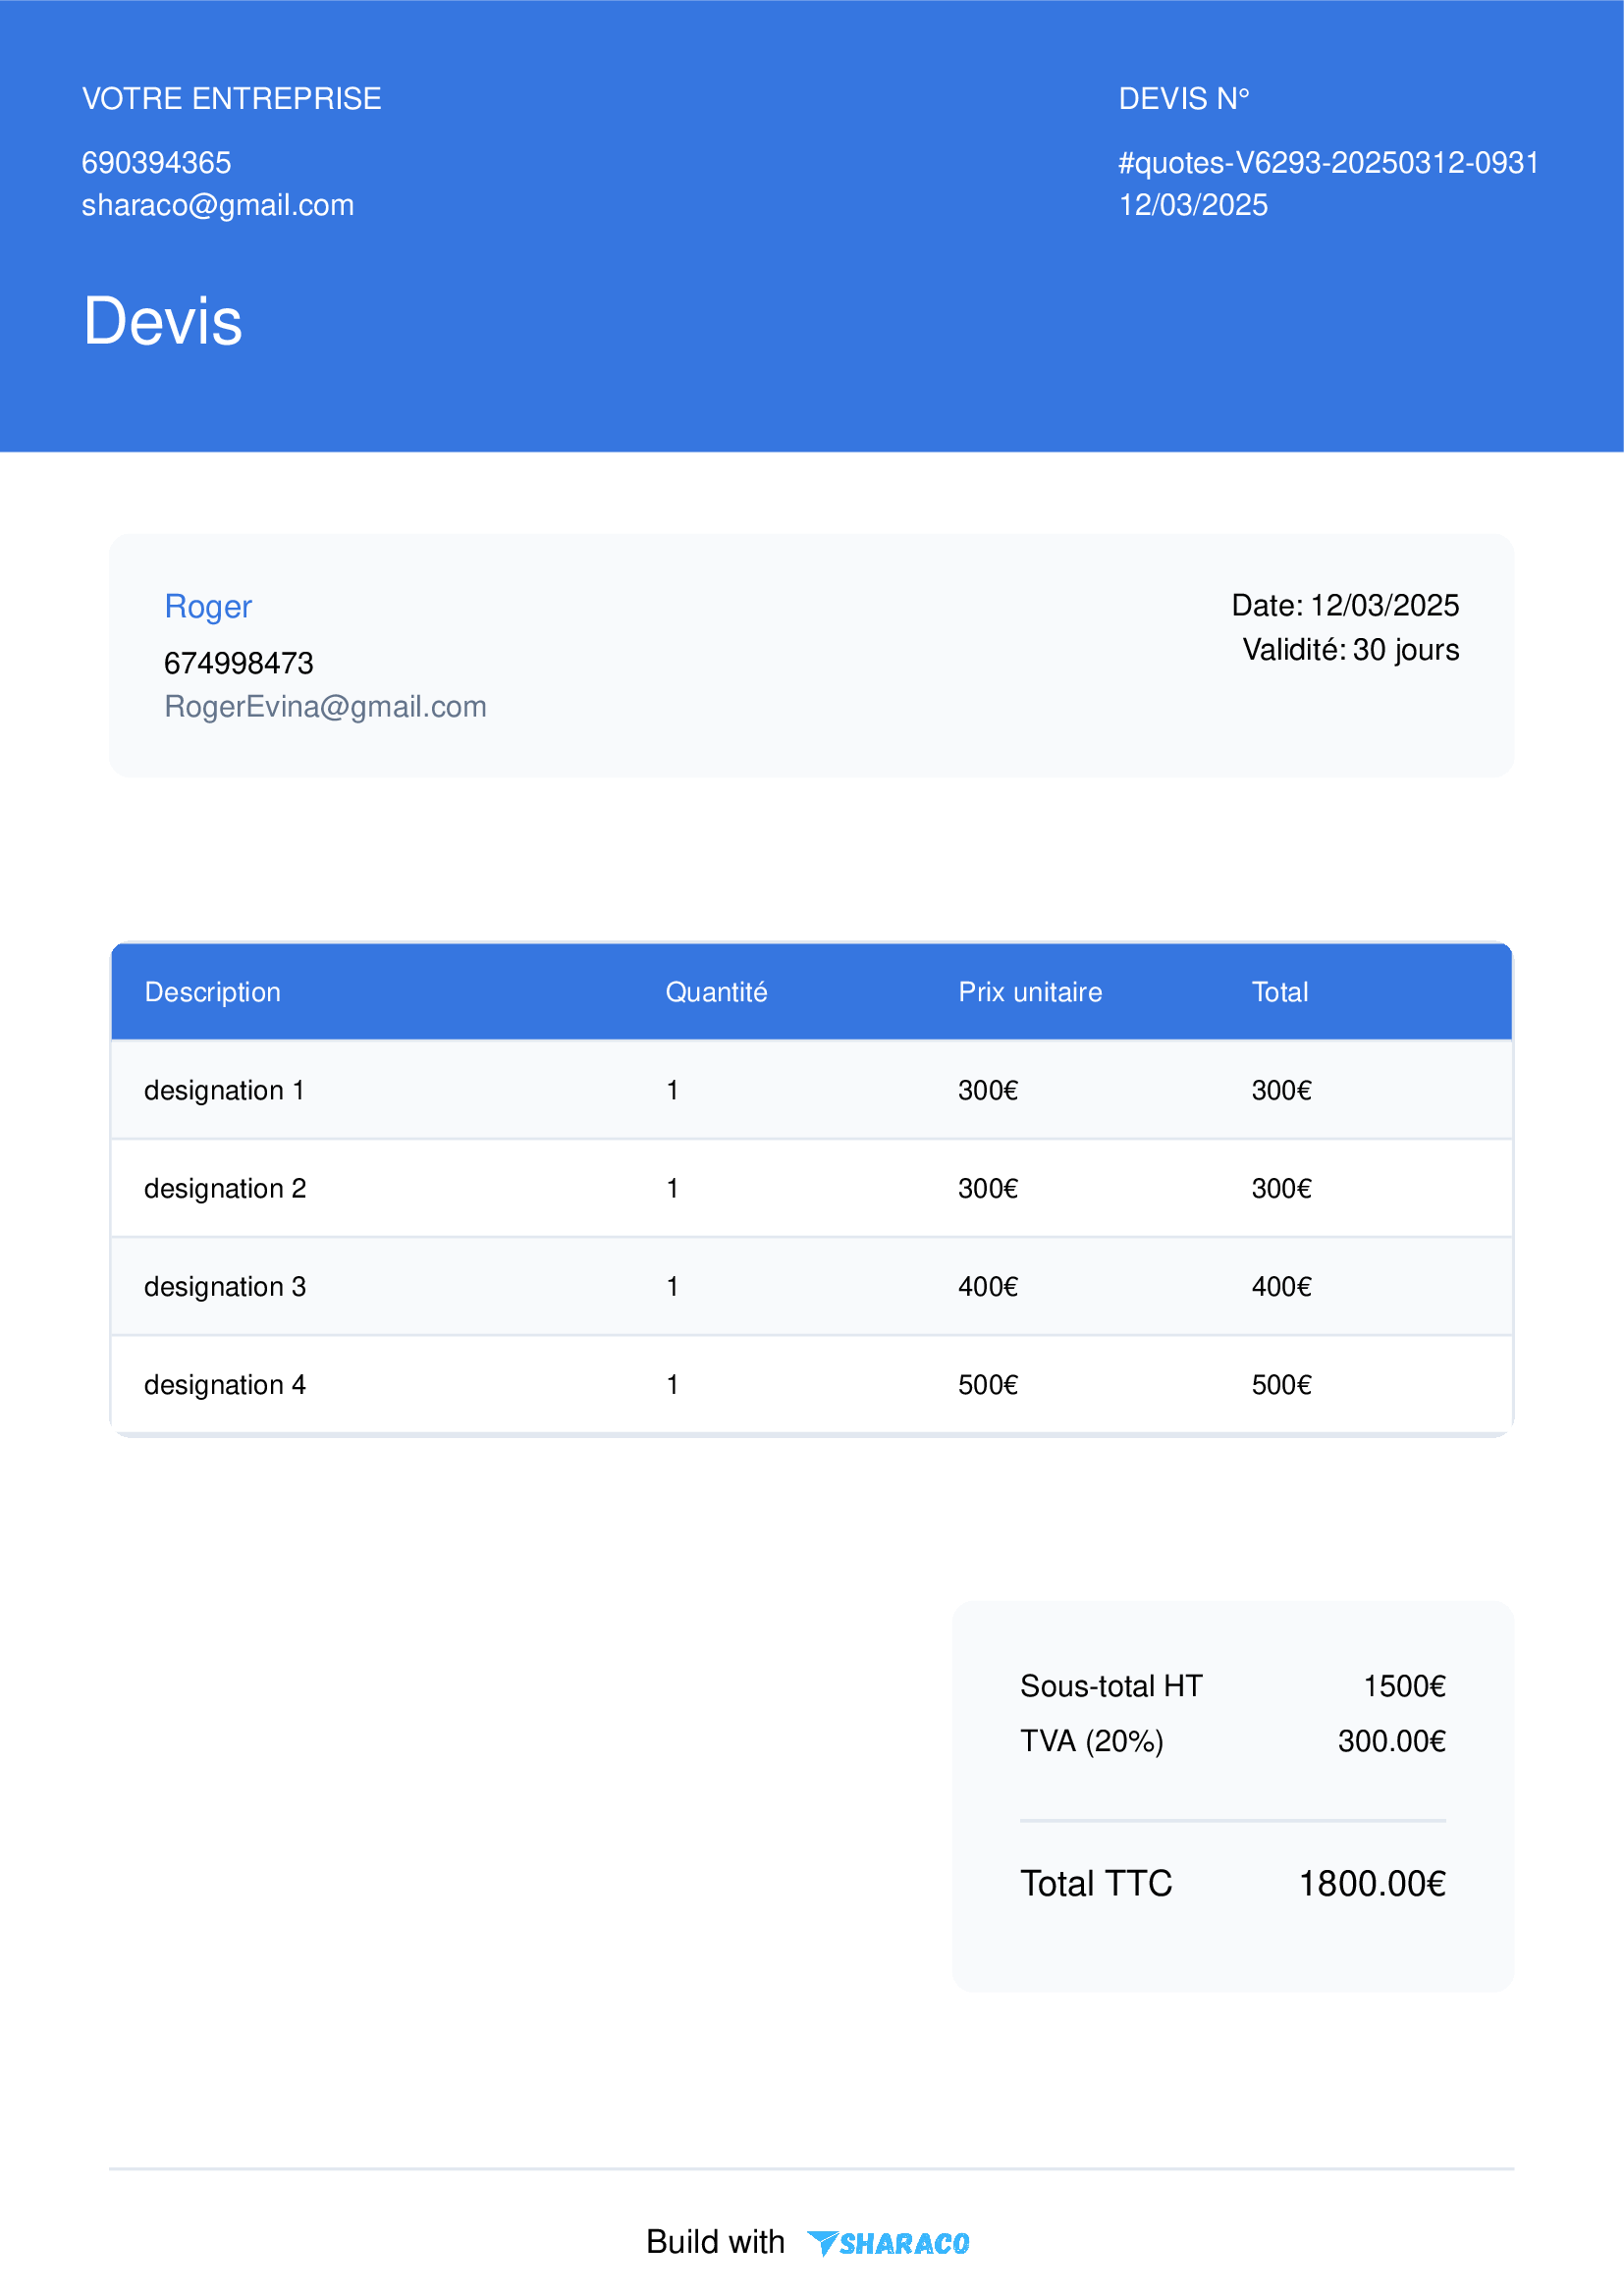 VOTRE ENTREPRISE
690394365
sharaco@gmail.com
DEVIS N°
#quotes-V6293-20250312-0931
12/03/2025
Devis
Roger
674998473
RogerEvina@gmail.com
Date: 12/03/2025
Validité: 30 jours
Description Quantité Prix unitaire Total
designation 1 1 300€ 300€
designation 2 1 300€ 300€
designation 3 1 400€ 400€
designation 4 1 500€ 500€
Sous-total HT 1500€
TVA (20%) 300.00€
Total TTC 1800.00€
Build with SHARACO